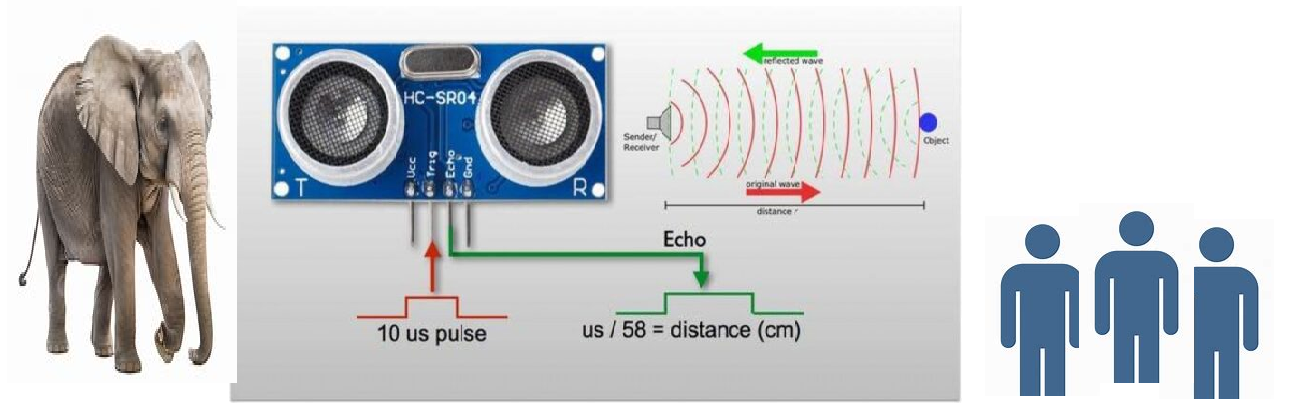 HC-SR04
Vcc
Trig
Echo
Gnd
T
R
reflected wave
Sender/
Receiver
Object
original wave
distance r
Echo
10 us pulse
us / 58 = distance (cm)